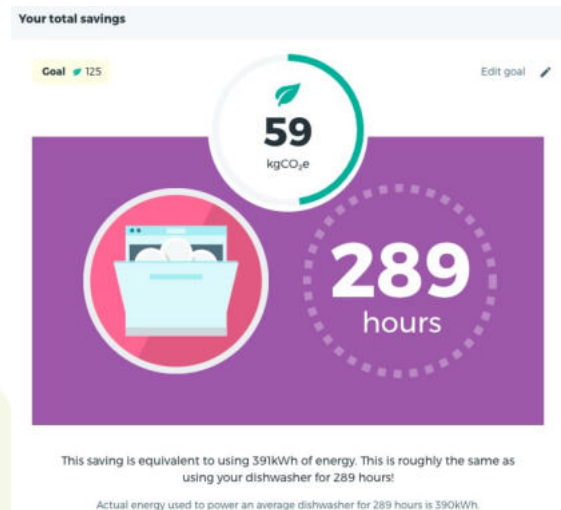 Your total savings
Goal 125
Edit goal
59
kgCO₂e
289
hours
This saving is equivalent to using 391kWh of energy. This is roughly the same as
using your dishwasher for 289 hours!
Actual energy used to power an average dishwasher for 289 hours is 390kWh.